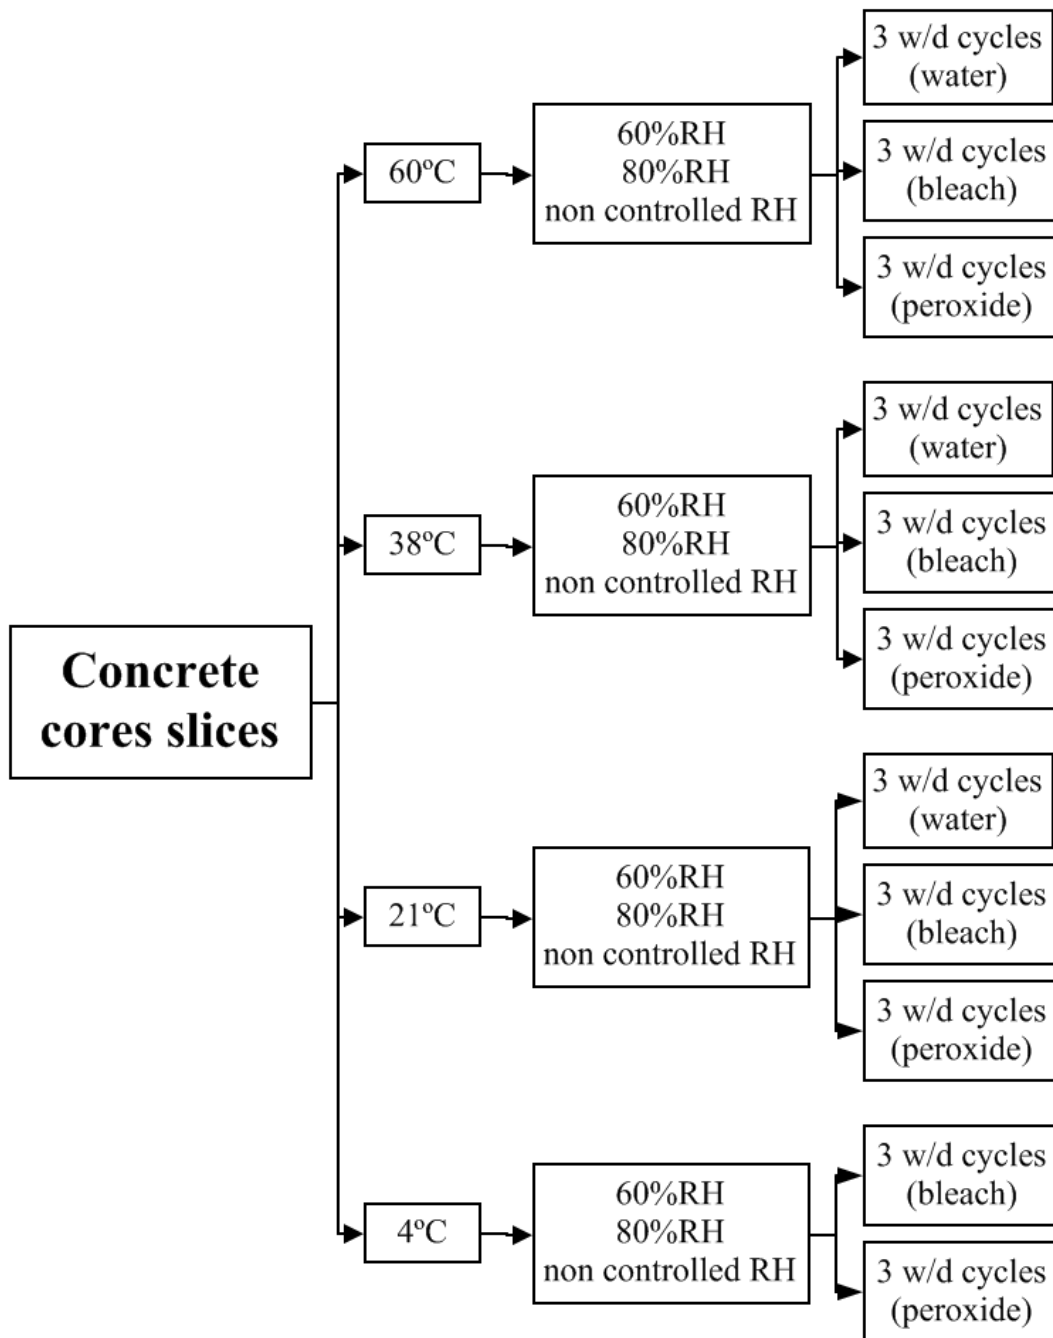 Concrete
cores slices
60ºC
60%RH
80%RH
non controlled RH
3 w/d cycles
(water)
3 w/d cycles
(bleach)
3 w/d cycles
(peroxide)
38ºC
60%RH
80%RH
non controlled RH
3 w/d cycles
(water)
3 w/d cycles
(bleach)
3 w/d cycles
(peroxide)
21ºC
60%RH
80%RH
non controlled RH
3 w/d cycles
(water)
3 w/d cycles
(bleach)
3 w/d cycles
(peroxide)
4ºC
60%RH
80%RH
non controlled RH
3 w/d cycles
(bleach)
3 w/d cycles
(peroxide)